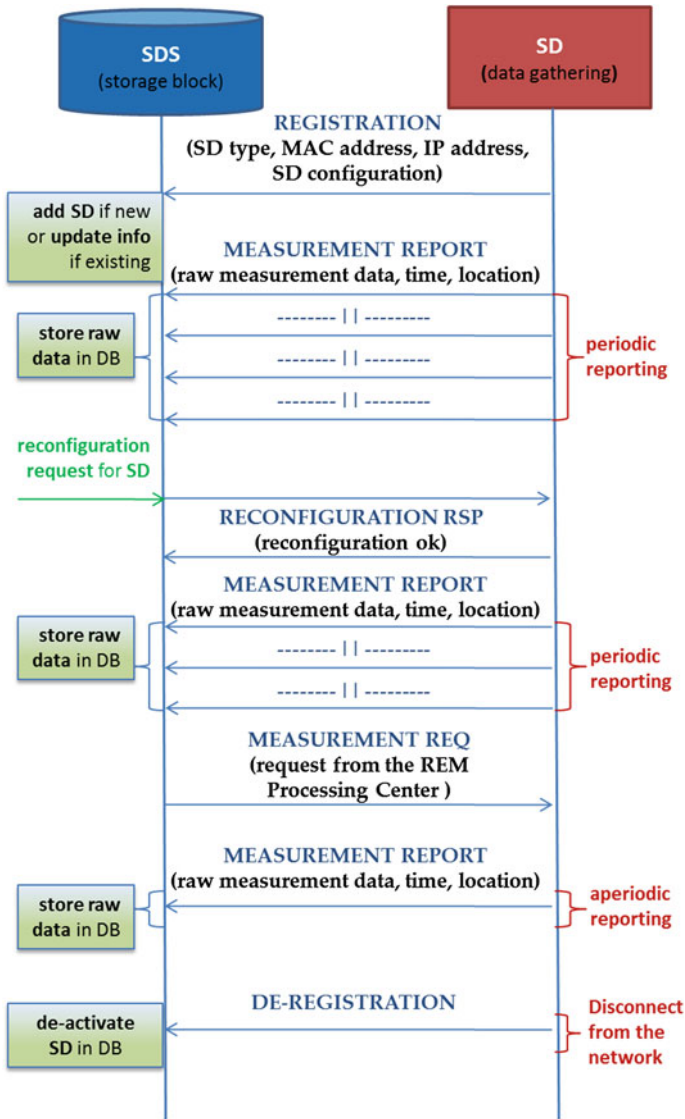 SDS
(storage block)
SD
(data gathering)
REGISTRATION
(SD type, MAC address, IP address,
SD configuration)
add SD if new
or update info
if existing
MEASUREMENT REPORT
(raw measurement data, time, location)
-------- I I ---------
store raw
data in DB
-------- I I ---------
periodic
reporting
-------- I I ---------
reconfiguration
request for SD
RECONFIGURATION RSP
(reconfiguration ok)
MEASUREMENT REPORT
(raw measurement data, time, location)
store raw
data in DB
-------- I I ---------
periodic
reporting
-------- I I ---------
MEASUREMENT REQ
(request from the REM
Processing Center )
MEASUREMENT REPORT
(raw measurement data, time, location)
store raw
data in DB
aperiodic
reporting
DE-REGISTRATION
de-activate
SD in DB
Disconnect
from the
network